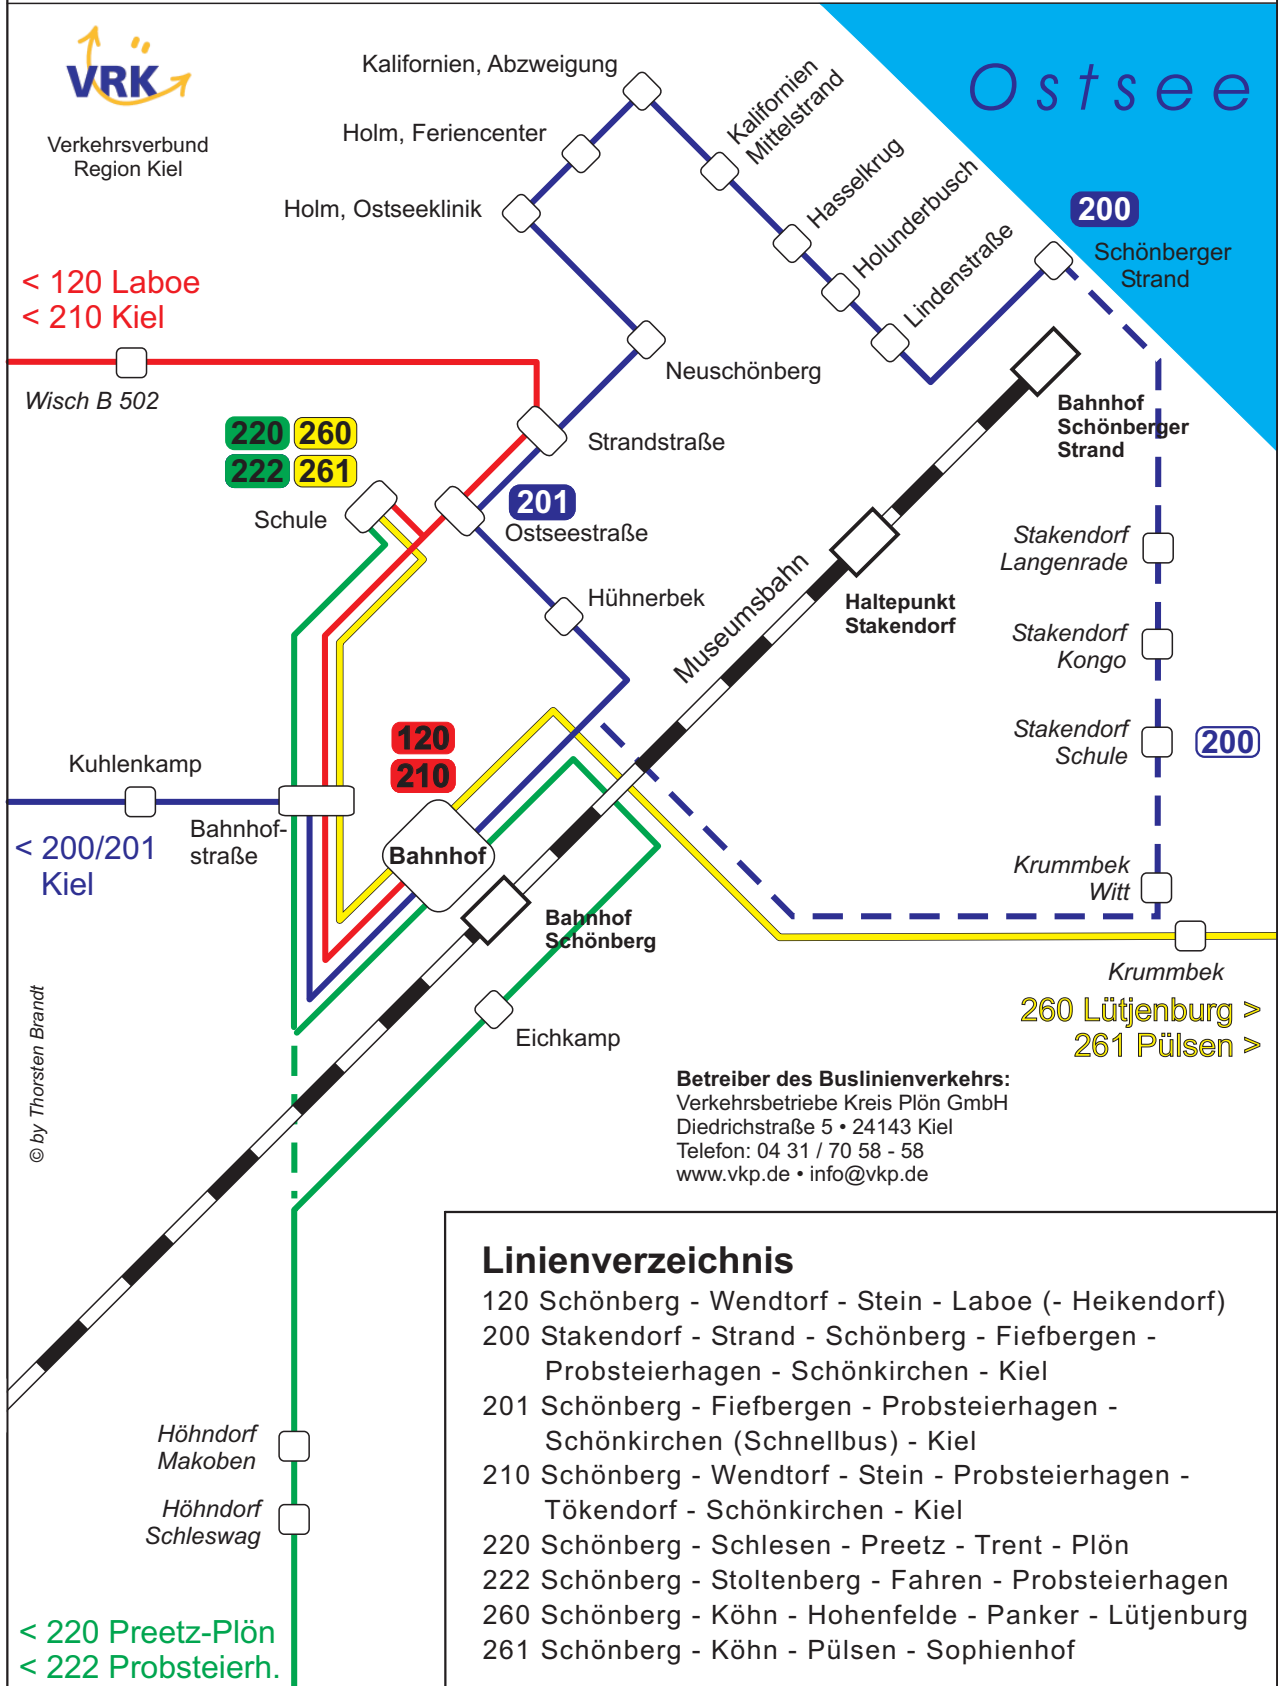 VRK
Verkehrsverbund
Region Kiel
Ostsee
Kalifornien, Abzweigung
Kalifornien
Mittelstrand
Holm, Feriencenter
Hasselkrug
Holunderbusch
Holm, Ostseeklinik
Lindenstraße
200
Schönberger
Strand
< 120 Laboe
< 210 Kiel
Wisch B 502
Neuschönberg
Bahnhof
Schönberger
Strand
220 260
222 261
Schule
Strandstraße
201
Ostseestraße
Stakendorf
Langenrade
Hühnerbek
Museumsbahn
Haltepunkt
Stakendorf
Stakendorf
Kongo
Stakendorf
Schule
200
120
210
Kuhlenkamp
Bahnhof-
straße
< 200/201
Kiel
Bahnhof
Krummbek
Witt
Bahnhof
Schönberg
Krummbek
260 Lütjenburg >
261 Pülsen >
Eichkamp
© by Thorsten Brandt
Betreiber des Buslinienverkehrs:
Verkehrsbetriebe Kreis Plön GmbH
Diedrichstraße 5 • 24143 Kiel
Telefon: 04 31 / 70 58 - 58
www.vkp.de • info@vkp.de
Linienverzeichnis
120 Schönberg - Wendtorf - Stein - Laboe (- Heikendorf)
200 Stakendorf - Strand - Schönberg - Fiefbergen -
Probsteierhagen - Schönkirchen - Kiel
201 Schönberg - Fiefbergen - Probsteierhagen -
Schönkirchen (Schnellbus) - Kiel
210 Schönberg - Wendtorf - Stein - Probsteierhagen -
Tökendorf - Schönkirchen - Kiel
220 Schönberg - Schlesen - Preetz - Trent - Plön
222 Schönberg - Stoltenberg - Fahren - Probsteierhagen
260 Schönberg - Köhn - Hohenfelde - Panker - Lütjenburg
261 Schönberg - Köhn - Pülsen - Sophienhof
Höhndorf
Makoben
Höhndorf
Schleswag
< 220 Preetz-Plön
< 222 Probsteierh.